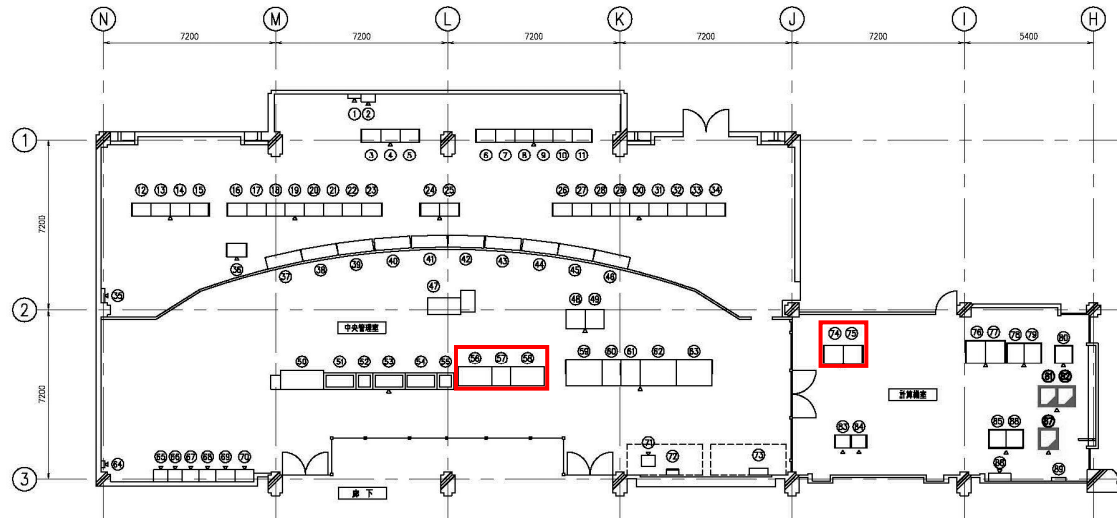 N M L K J I H
7200 7200 7200 7200 7200 5400
① ②
1
③ ④ ⑤ ⑥ ⑦ ⑧ ⑨ ⑩ ⑪
7200
⑫ ⑬ ⑭ ⑮ ⑯ ⑰ ⑱ ⑲ ⑳ ㉑ ㉒ ㉓ ㉔ ㉕ ㉖ ㉗ ㉘ ㉙ ㉚ ㉛ ㉜ ㉝ ㉞
㊱
㊲ ㊳ ㊴ ㊵ 41 42 43 44 45 46
㉟
47
48 49
2
中央管理室
74 75
76 77 78 79 80
7200
50 51 52 53 54 55 56 57 58
59 60 61 62 63
計算機室
81 82
83 84
85 86 87
64
65 66 67 68 69 70
71 72 73
88 89
3
廊下